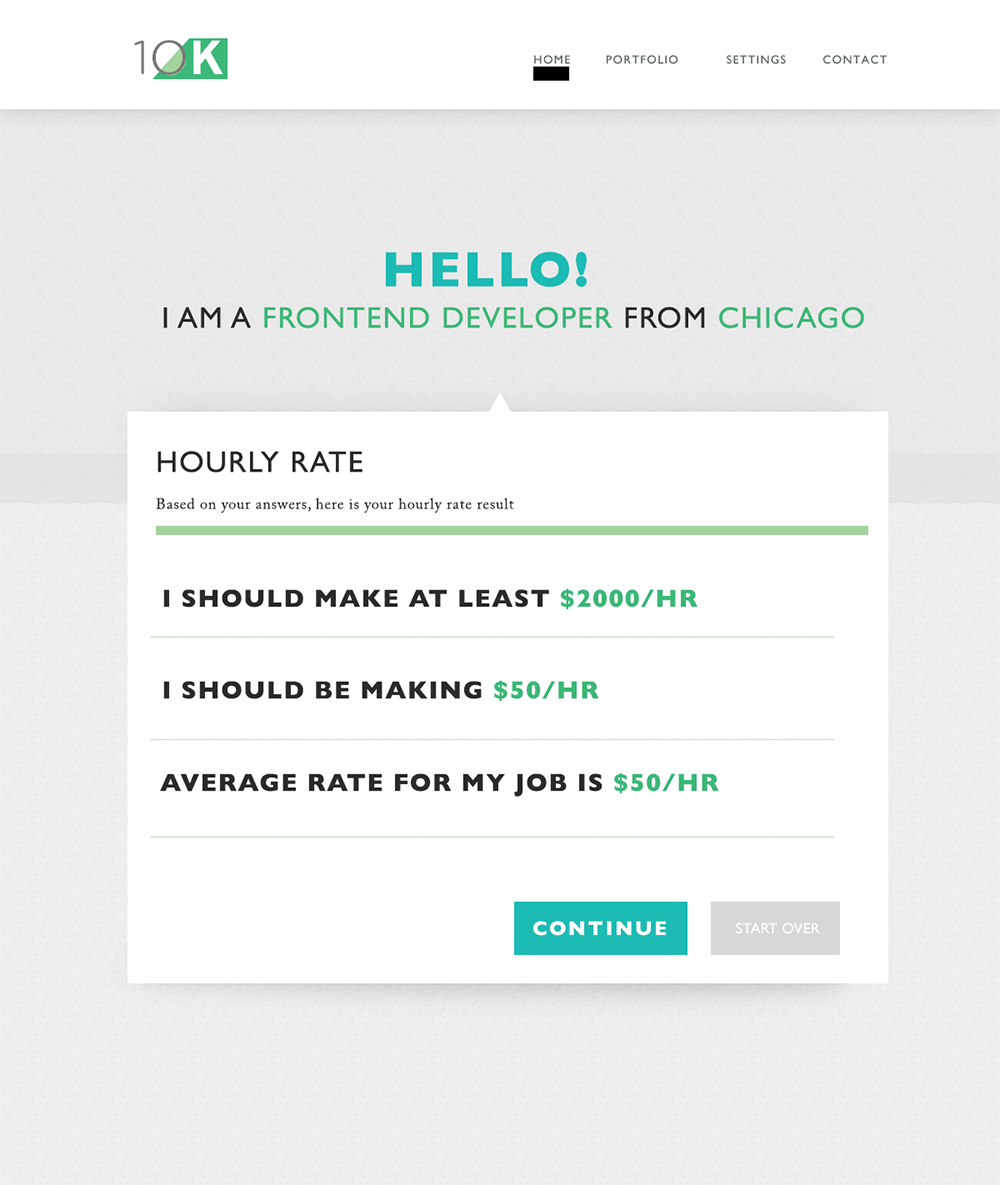 10K
HOME PORTFOLIO SETTINGS CONTACT
HELLO!
I AM A FRONTEND DEVELOPER FROM CHICAGO
HOURLY RATE
Based on your answers, here is your hourly rate result
I SHOULD MAKE AT LEAST $2000/HR
I SHOULD BE MAKING $50/HR
AVERAGE RATE FOR MY JOB IS $50/HR
CONTINUE START OVER